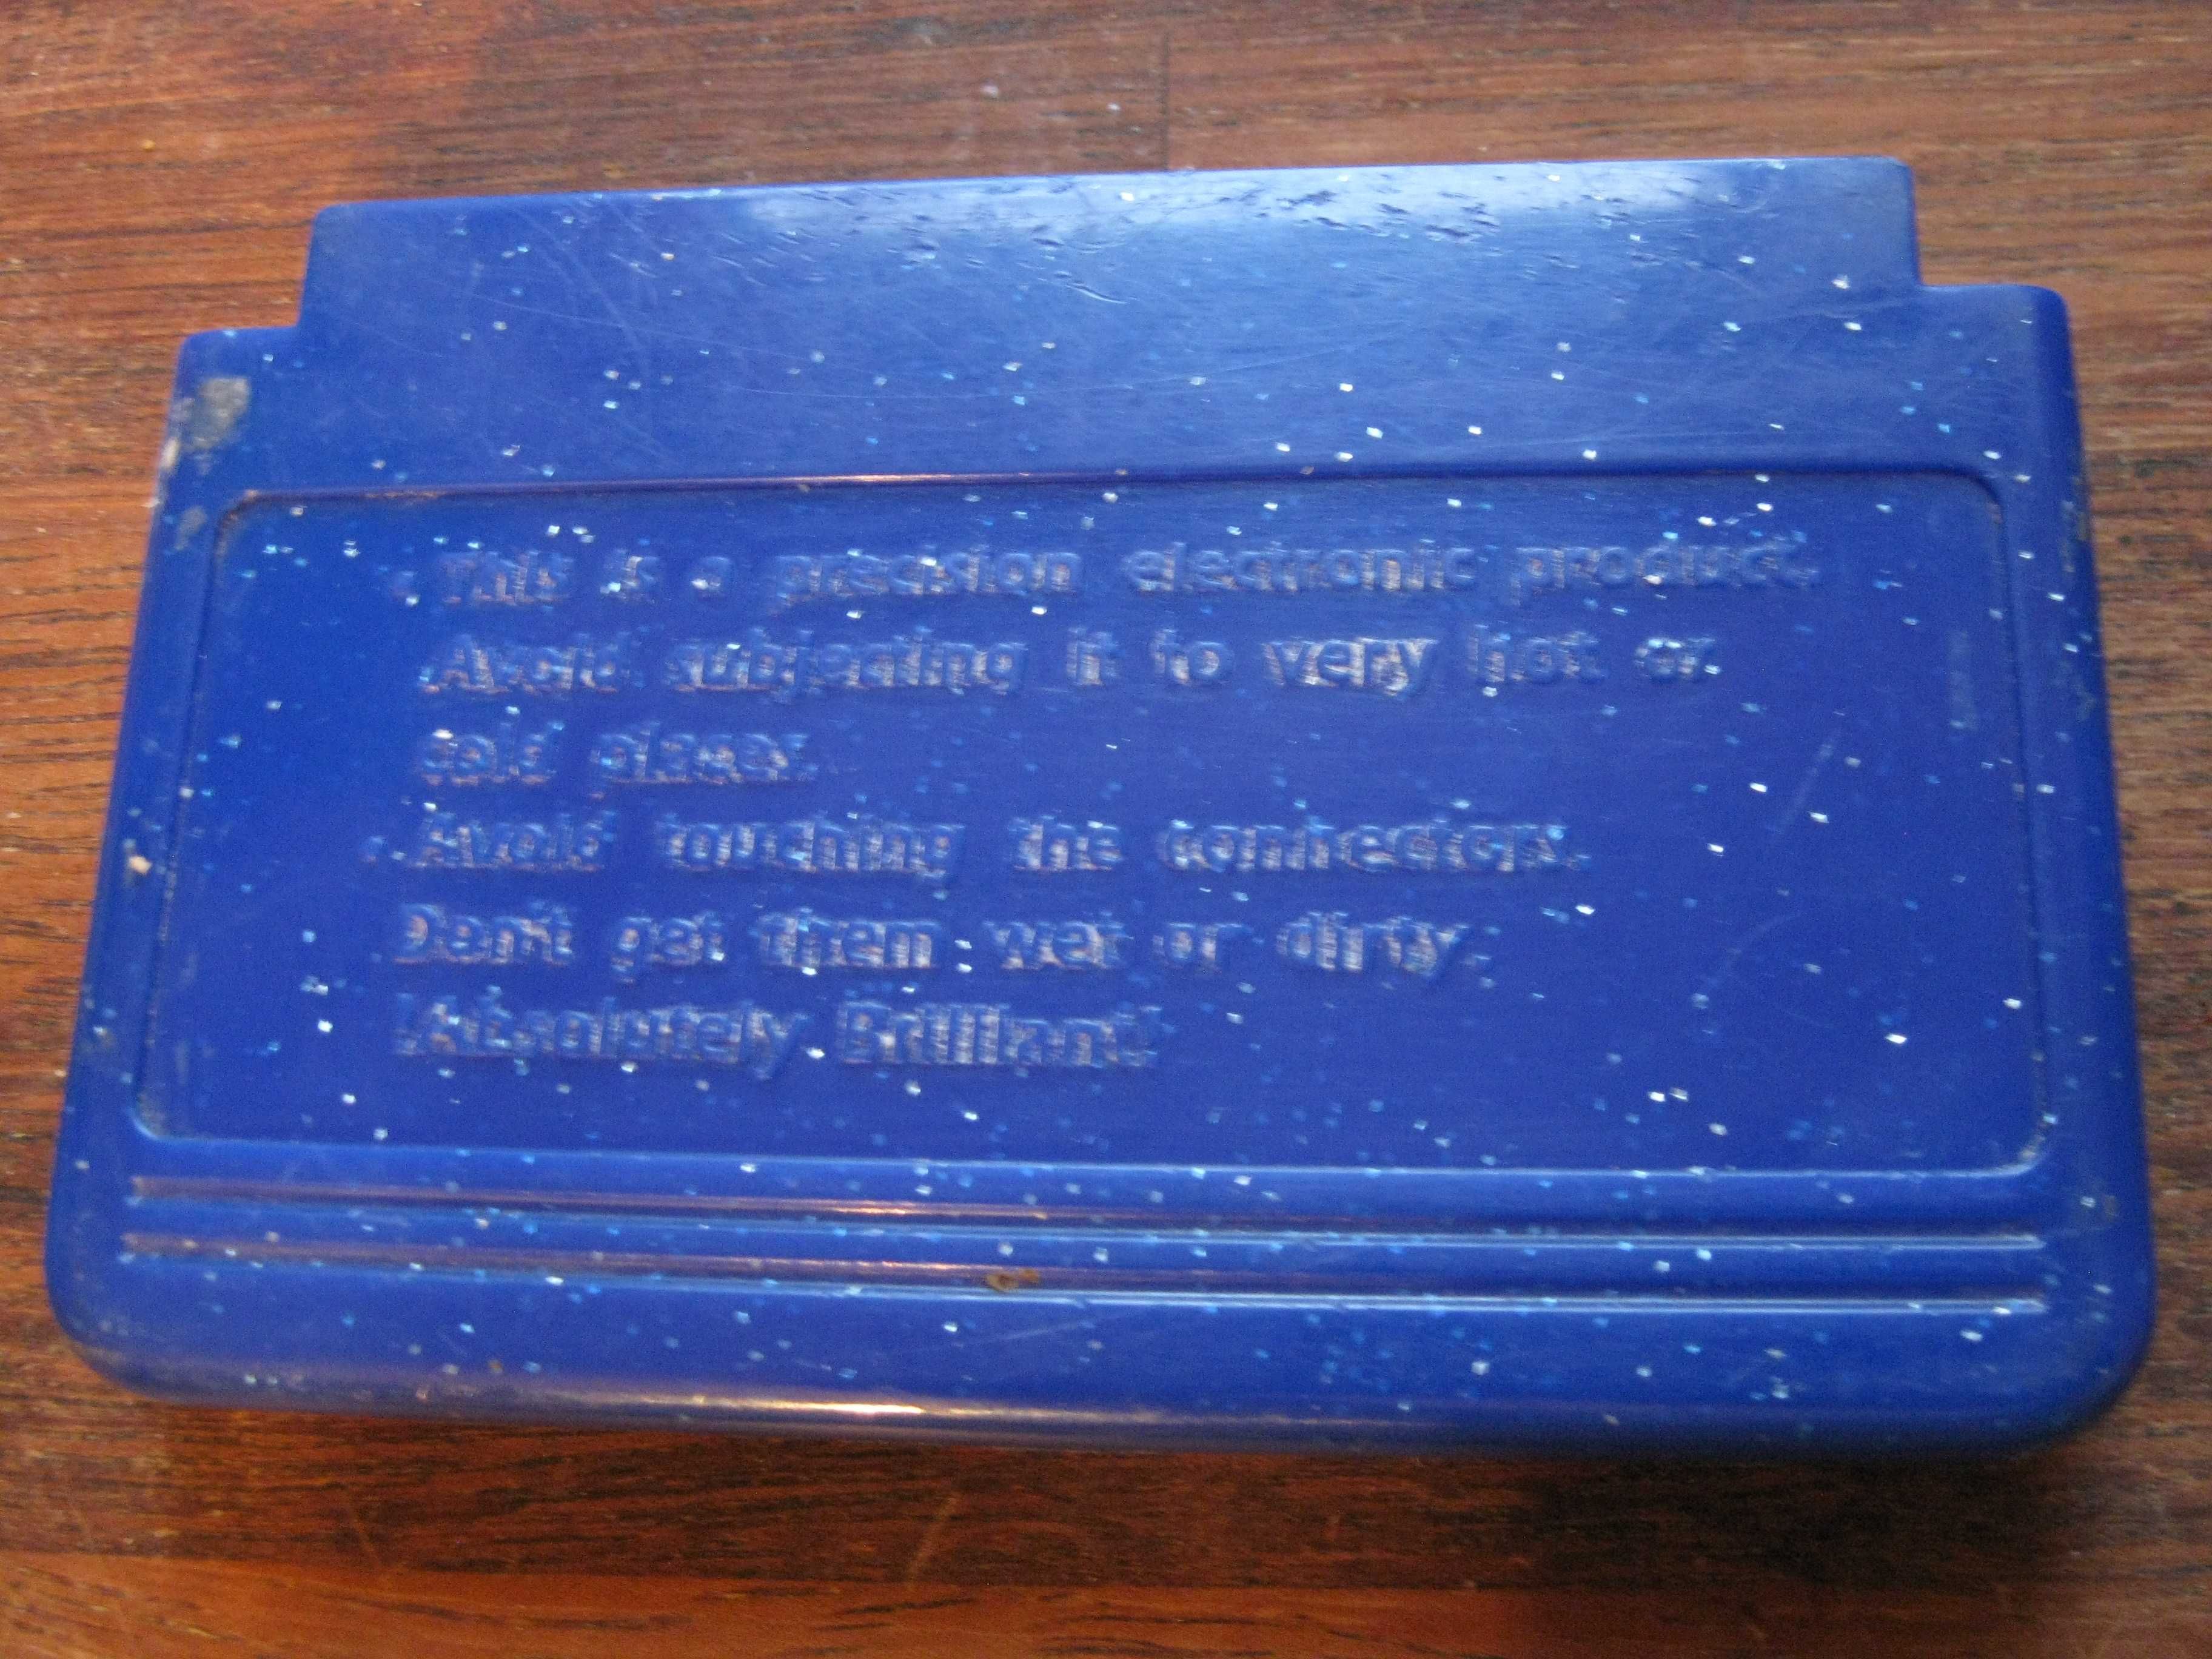 · This is a precision electronic product.
Avoid subjecting it to very hot or
cold places.
· Avoid touching the connectors.
Don't get them wet or dirty.
!Absolutely Brilliant!